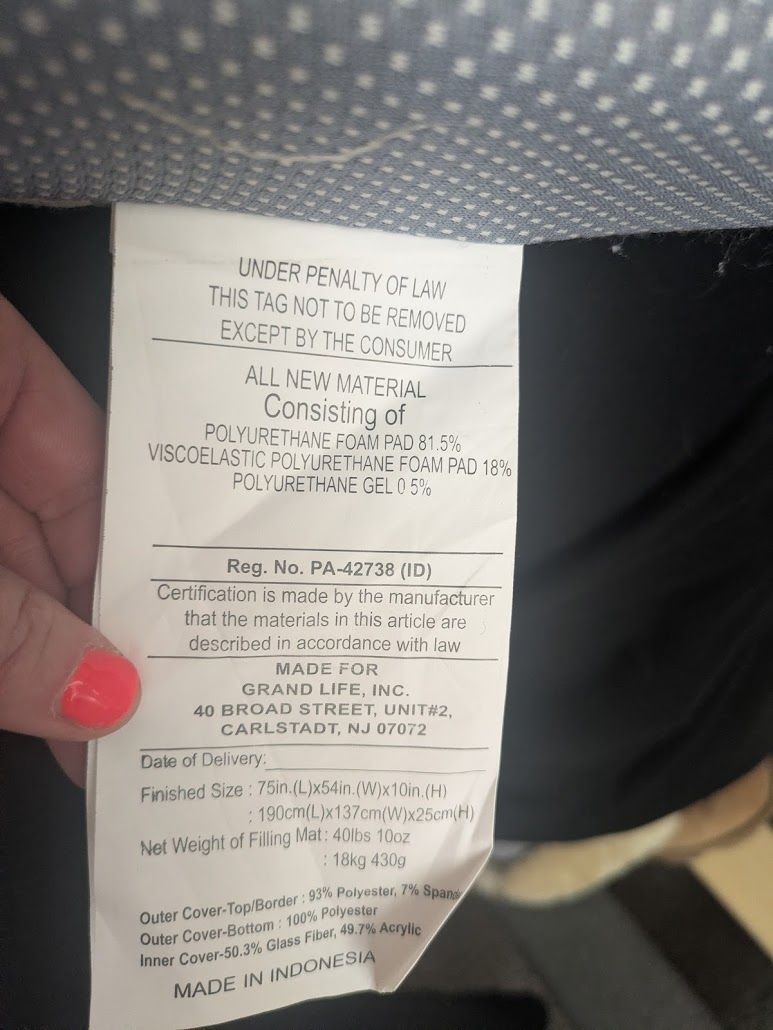 UNDER PENALTY OF LAW
THIS TAG NOT TO BE REMOVED
EXCEPT BY THE CONSUMER
ALL NEW MATERIAL
Consisting of
POLYURETHANE FOAM PAD 81.5%
VISCOELASTIC POLYURETHANE FOAM PAD 18%
POLYURETHANE GEL 0 5%
Reg. No. PA-42738 (ID)
Certification is made by the manufacturer
that the materials in this article are
described in accordance with law
MADE FOR
GRAND LIFE, INC.
40 BROAD STREET, UNIT#2,
CARLSTADT, NJ 07072
Date of Delivery:
Finished Size : 75in.(L)x54in.(W)x10in.(H)
: 190cm(L)x137cm(W)x25cm(H)
Net Weight of Filling Mat: 40lbs 10oz
: 18kg 430g
Outer Cover-Top/Border : 93% Polyester, 7%
Outer Cover-Bottom : 100% Polyester
Inner Cover-50.3% Glass Fiber, 49.7% Acrylic
MADE IN INDONESIA